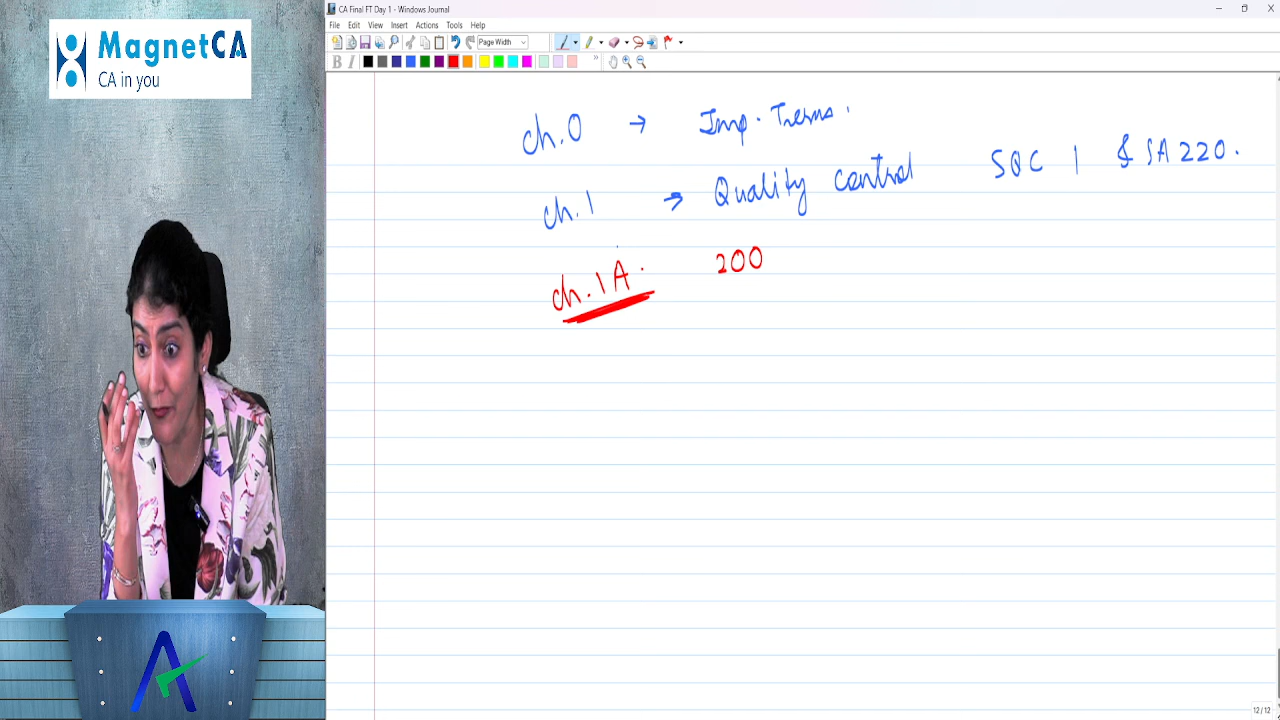 MagnetCA
CA in you
CA Final FT Day 1 - Windows Journal
File Edit View Insert Actions Tools Help
Page Width
B I
ch.0 → Imp. Terms.
ch.1 → Quality control SQC 1 & SA 220.
ch.1A. 200
12/12